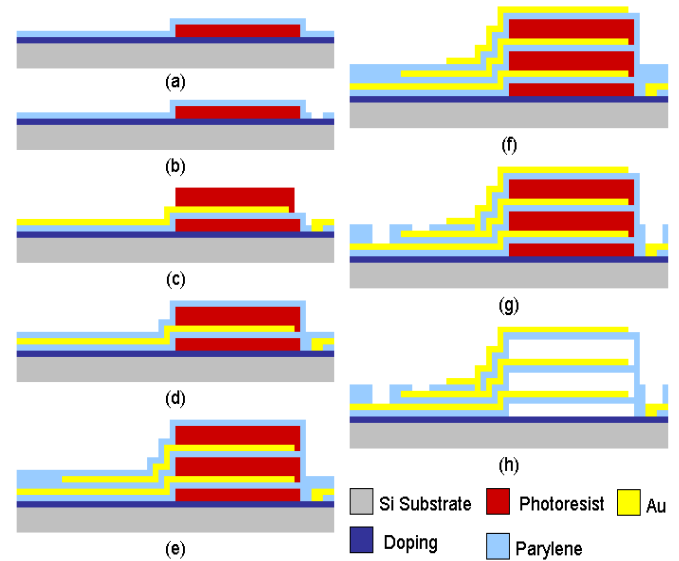 (a)
(b)
(c)
(d)
(e)
(f)
(g)
(h)
Si Substrate Photoresist Au
Doping Parylene